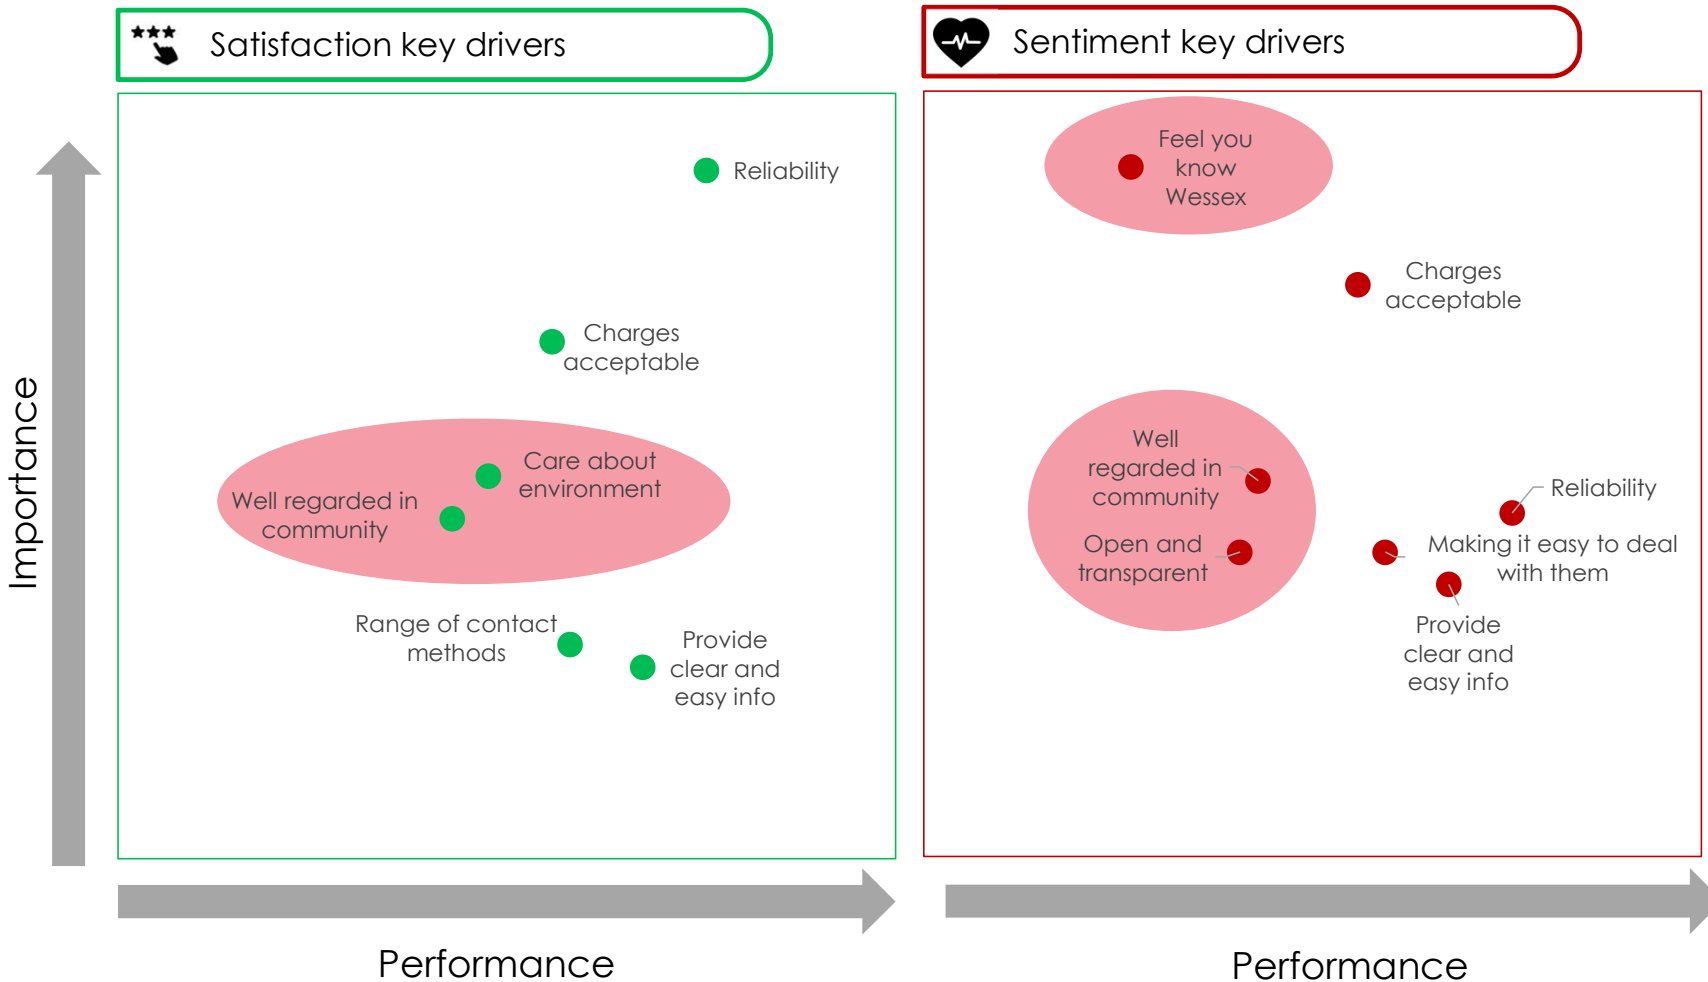 Satisfaction key drivers
Sentiment key drivers
Importance
Reliability
Charges
acceptable
Care about
environment
Well regarded in
community
Range of contact
methods
Provide
clear and
easy info
Performance
Feel you
know
Wessex
Charges
acceptable
Well
regarded in
community
Reliability
Open and
transparent
Making it easy to deal
with them
Provide
clear and
easy info
Performance